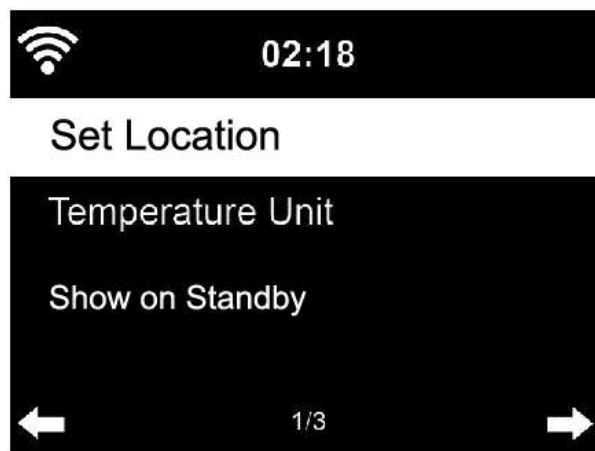 02:18
Set Location
Temperature Unit
Show on Standby
1/3